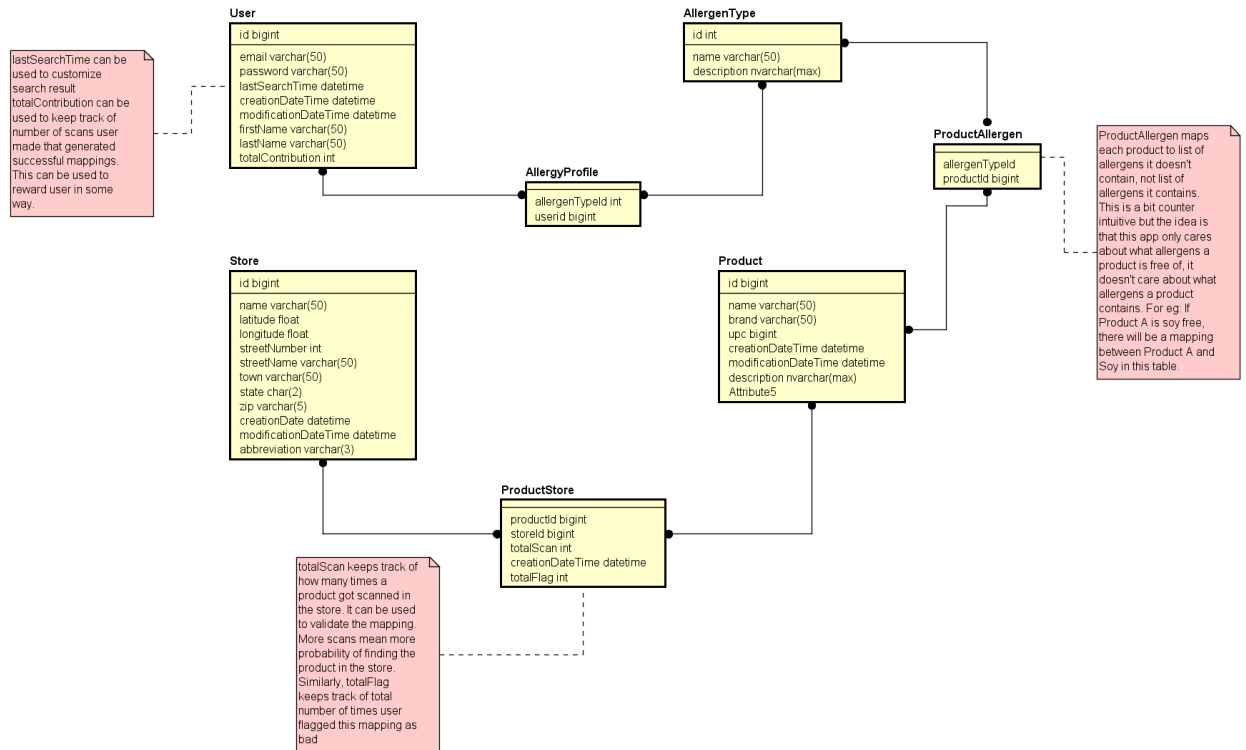 User
id bigint
email varchar(50)
password varchar(50)
lastSearchTime datetime
creationDateTime datetime
modificationDateTime datetime
firstName varchar(50)
lastName varchar(50)
totalContribution int
AllergenType
id int
name varchar(50)
description nvarchar(max)
lastSearchTime can be
used to customize
search result
totalContribution can be
used to keep track of
number of scans user
made that generated
successful mappings.
This can be used to
reward user in some
way.
ProductAllergen
allergenTypeId
productId bigint
ProductAllergen maps
each product to list of
allergens it doesn't
contain, not list of
allergens it contains.
This is a bit counter
intuitive but the idea is
that this app only cares
about what allergens a
product is free of, it
doesn't care about what
allergens a product
contains. For eg: If
Product A is soy free,
there will be a mapping
between Product A and
Soy in this table.
AllergyProfile
allergenTypeId int
userid bigint
Store
id bigint
name varchar(50)
latitude float
longitude float
streetNumber int
streetName varchar(50)
town varchar(50)
state char(2)
zip varchar(5)
creationDate datetime
modificationDateTime datetime
abbreviation varchar(3)
Product
id bigint
name varchar(50)
brand varchar(50)
upc bigint
creationDateTime datetime
modificationDateTime datetime
description nvarchar(max)
Attribute5
ProductStore
productId bigint
storeId bigint
totalScan int
creationDateTime datetime
totalFlag int
totalScan keeps track of
how many times a
product got scanned in
the store. It can be used
to validate the mapping.
More scans mean more
probability of finding the
product in the store.
Similarly, totalFlag
keeps track of total
number of times user
flagged this mapping as
bad